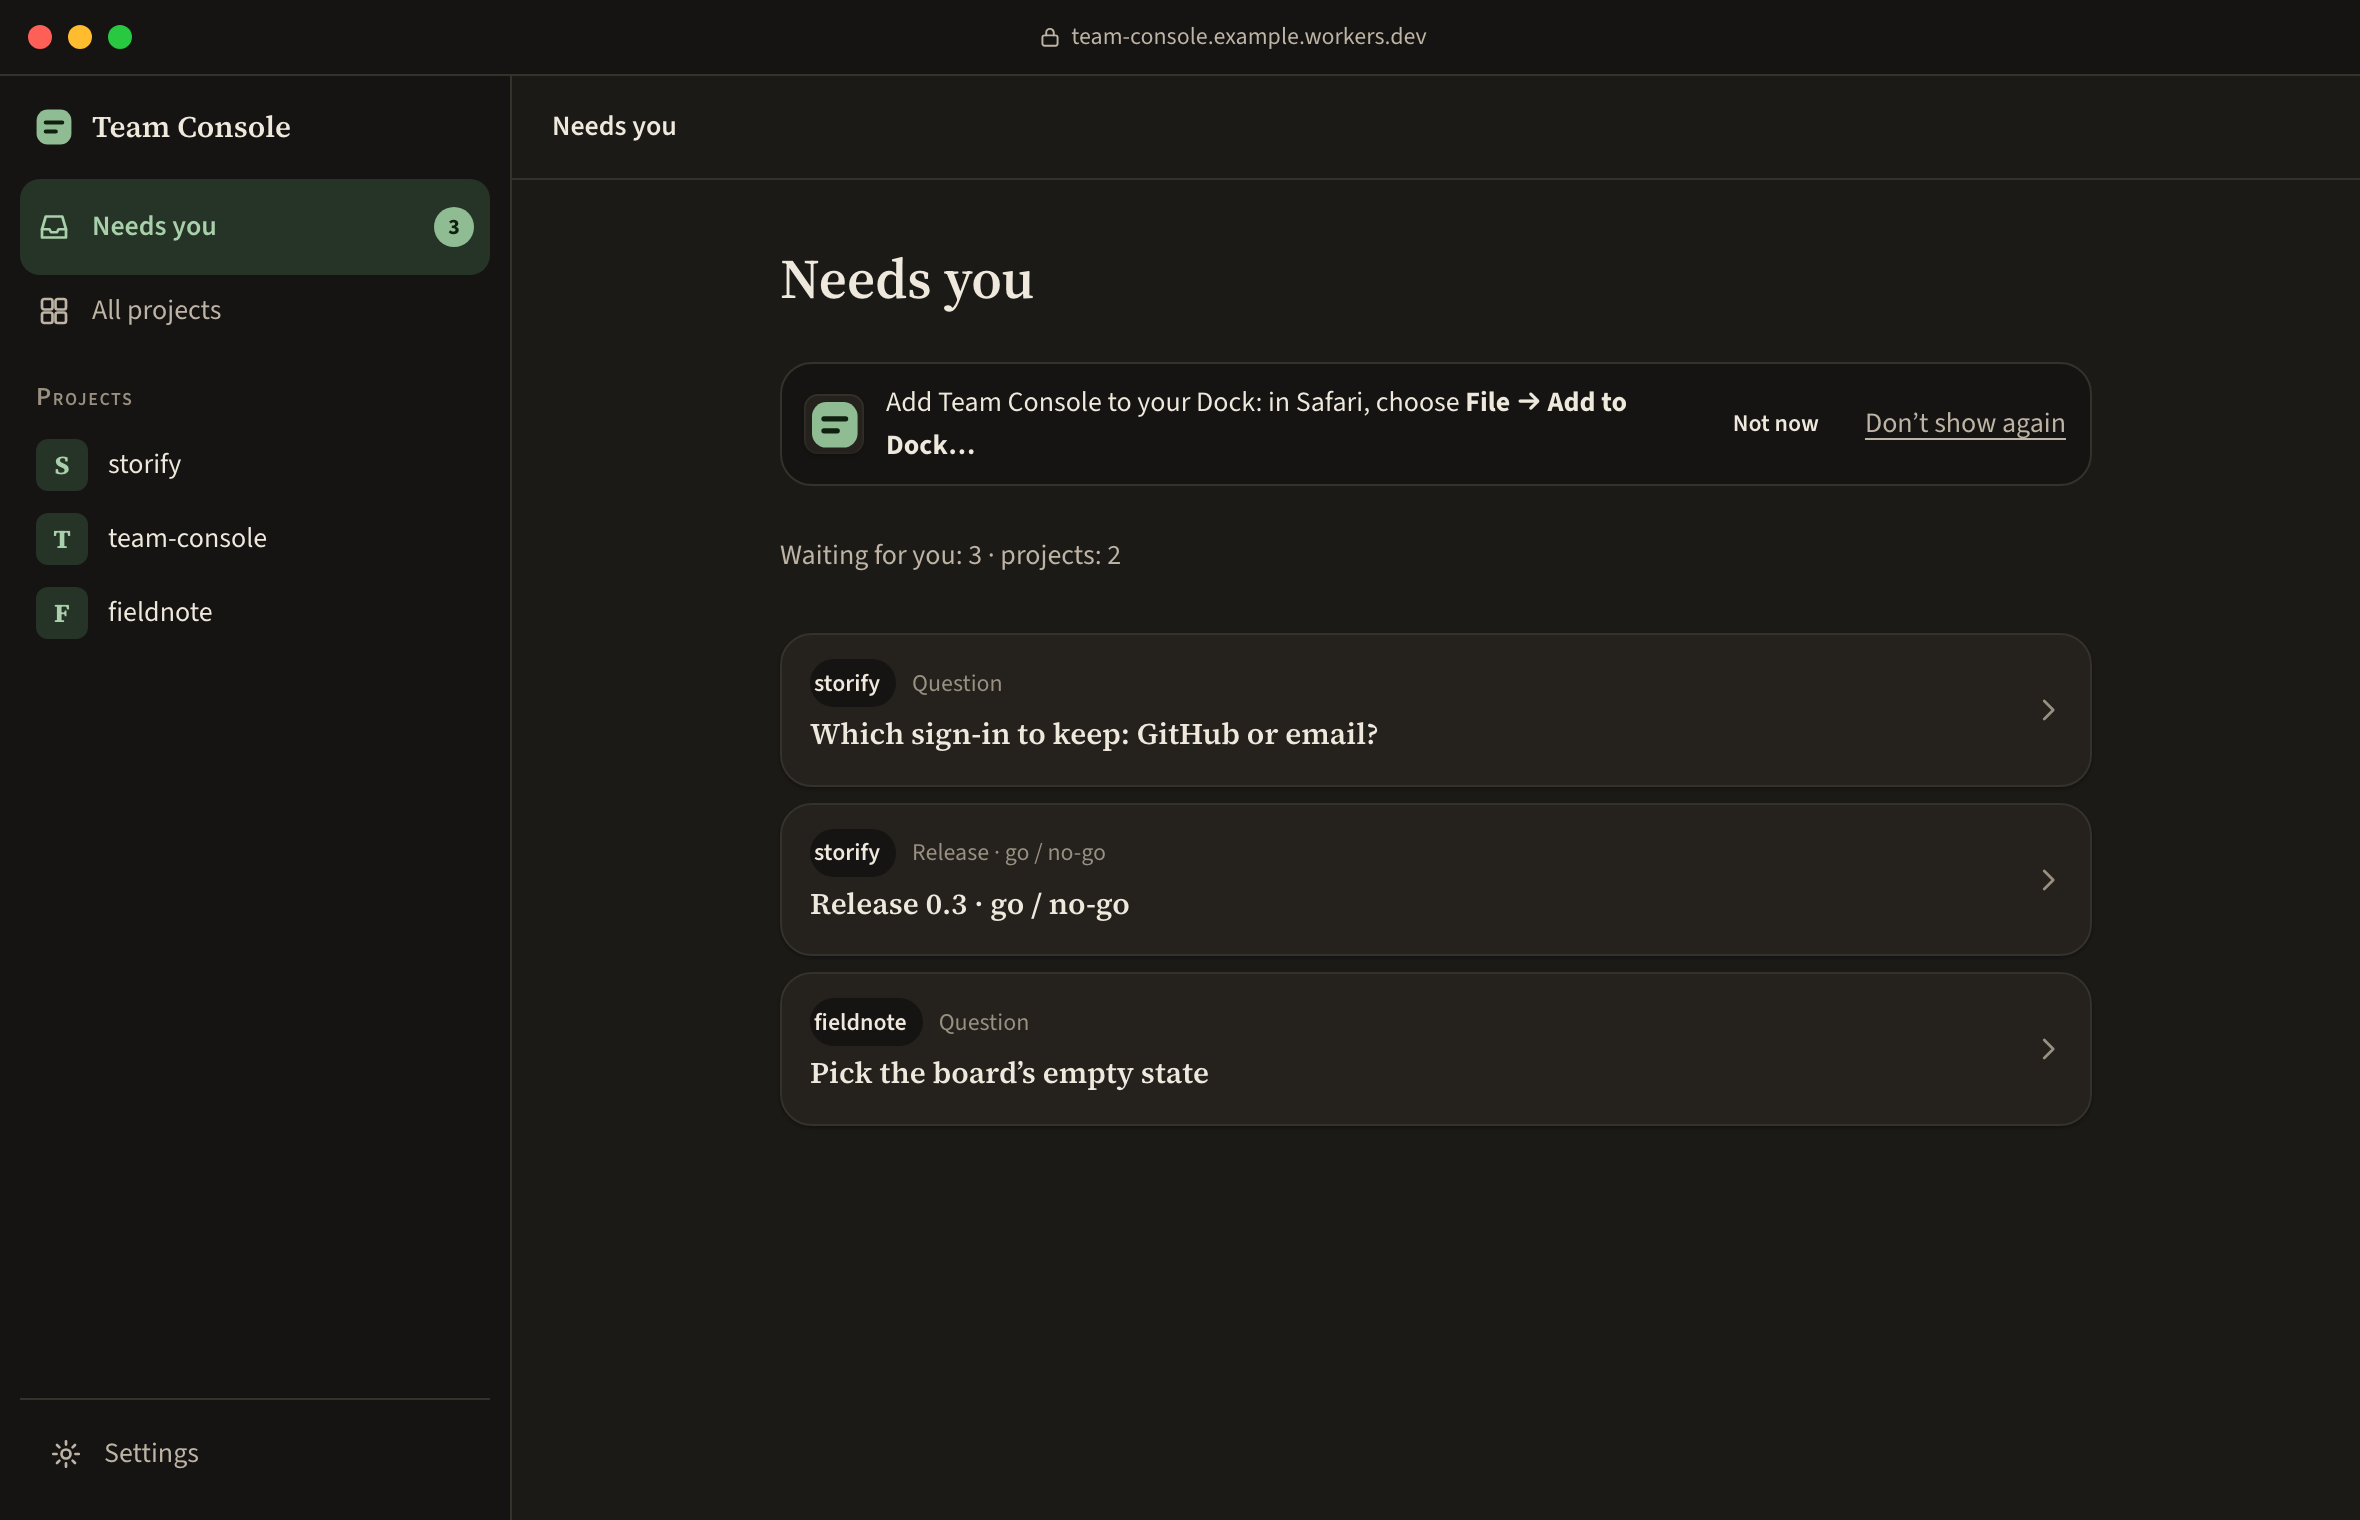 team-console.example.workers.dev
Team Console
Needs you
3
All projects
Projects
S
storify
T
team-console
F
fieldnote
Settings
Needs you
Needs you
Add Team Console to your Dock: in Safari, choose File → Add to
Dock…
Not now
Don’t show again
Waiting for you: 3 · projects: 2
storify Question
Which sign-in to keep: GitHub or email?
storify Release · go / no-go
Release 0.3 · go / no-go
fieldnote Question
Pick the board’s empty state